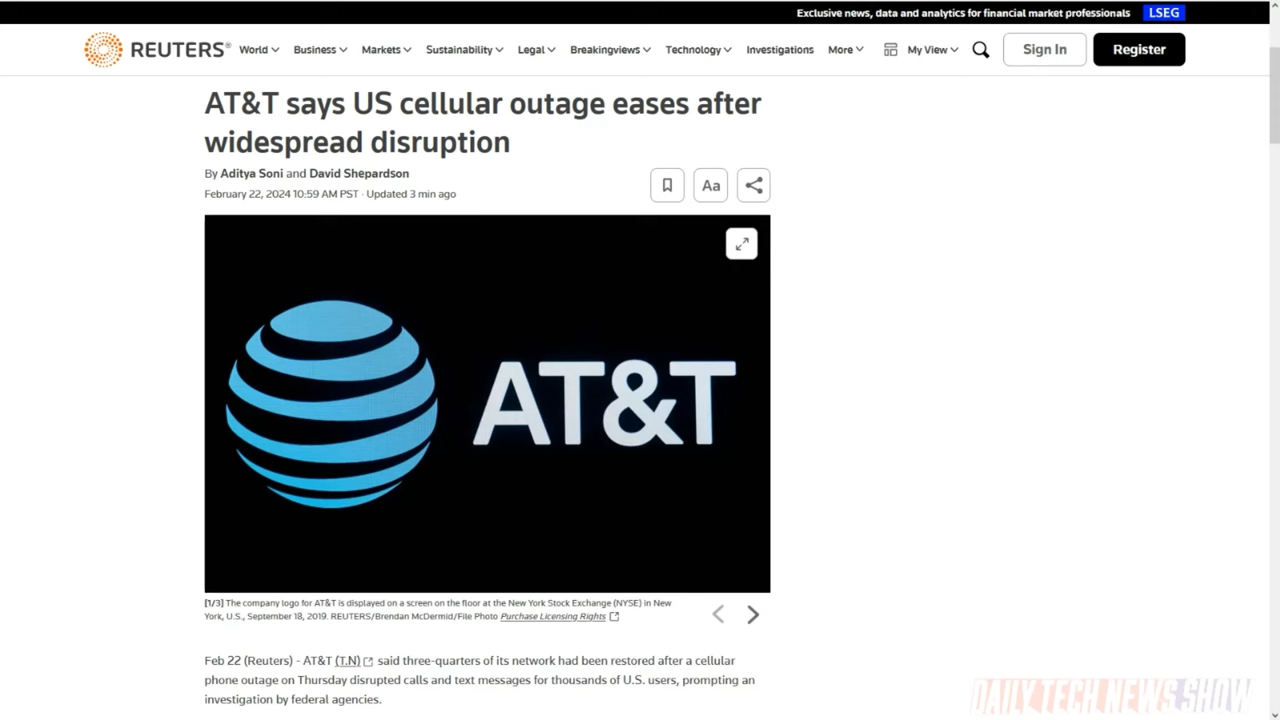 Exclusive news, data and analytics for financial market professionals LSEG
REUTERS® World Business Markets Sustainability Legal Breakingviews Technology Investigations More My View Sign In Register
AT&T says US cellular outage eases after
widespread disruption
By Aditya Soni and David Shepardson
February 22, 2024 10:59 AM PST · Updated 3 min ago
Aa
AT&T
[1/3] The company logo for AT&T is displayed on a screen on the floor at the New York Stock Exchange (NYSE) in New
York, U.S., September 18, 2019. REUTERS/Brendan McDermid/File Photo Purchase Licensing Rights
Feb 22 (Reuters) - AT&T (T.N) said three-quarters of its network had been restored after a cellular
phone outage on Thursday disrupted calls and text messages for thousands of U.S. users, prompting an
investigation by federal agencies.
DAILY TECH NEWS SHOW